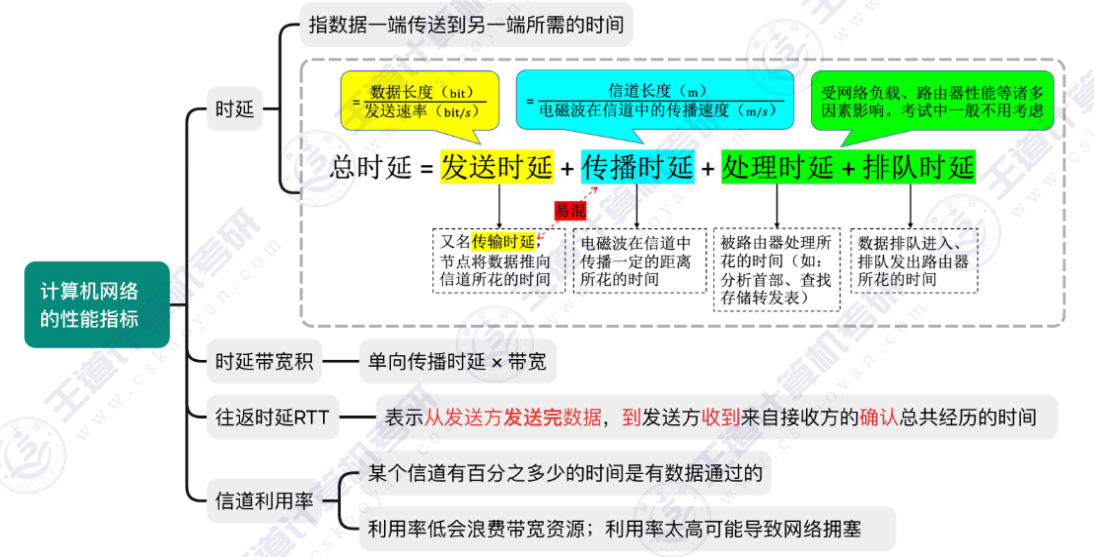 指数据一端传送到另一端所需的时间
时延
= 数据长度（bit）
发送速率（bit/s）
= 信道长度（m）
电磁波在信道中的传播速度（m/s）
受网络负载、路由器性能等诸多
因素影响。考试中一般不用考虑
总时延 = 发送时延 + 传播时延 + 处理时延 + 排队时延
易混
又名传输时延，
节点将数据推向
信道所花的时间
电磁波在信道中
传播一定的距离
所花的时间
被路由器处理所
花的时间（如：
分析首部、查找
存储转发表）
数据排队进入、
排队发出路由器
所花的时间
计算机网络
的性能指标
时延带宽积
单向传播时延 × 带宽
往返时延RTT
表示从发送方发送完数据，到发送方收到来自接收方的确认总共经历的时间
信道利用率
某个信道有百分之多少的时间是有数据通过的
利用率低会浪费带宽资源；利用率太高可能导致网络拥塞
王道计算机考研
www.cskaoyan.com